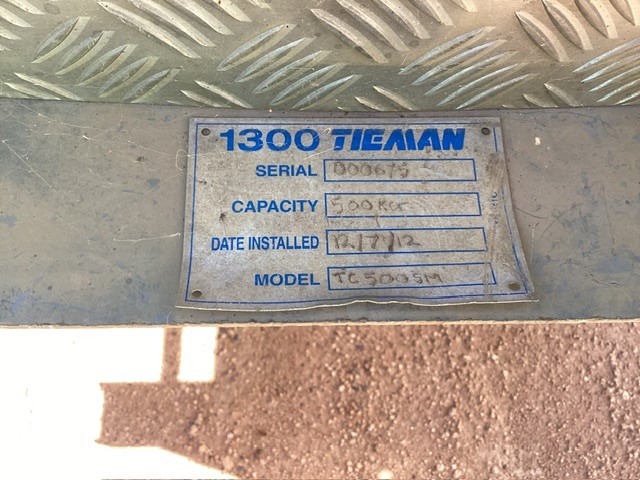 1300 TIEMAN
SERIAL 000675
CAPACITY 500KG
DATE INSTALLED 12/7/12
MODEL TC500SM